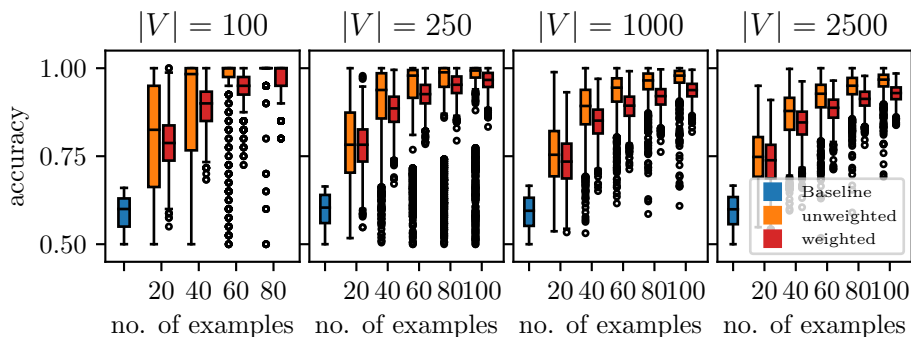 |V| = 100 |V| = 250 |V| = 1000 |V| = 2500
1.00
0.75
0.50
accuracy
Baseline
unweighted
weighted
20 40 60 80 20 40 60 80 100 20 40 60 80 100 20 40 60 80 100
no. of examples no. of examples no. of examples no. of examples